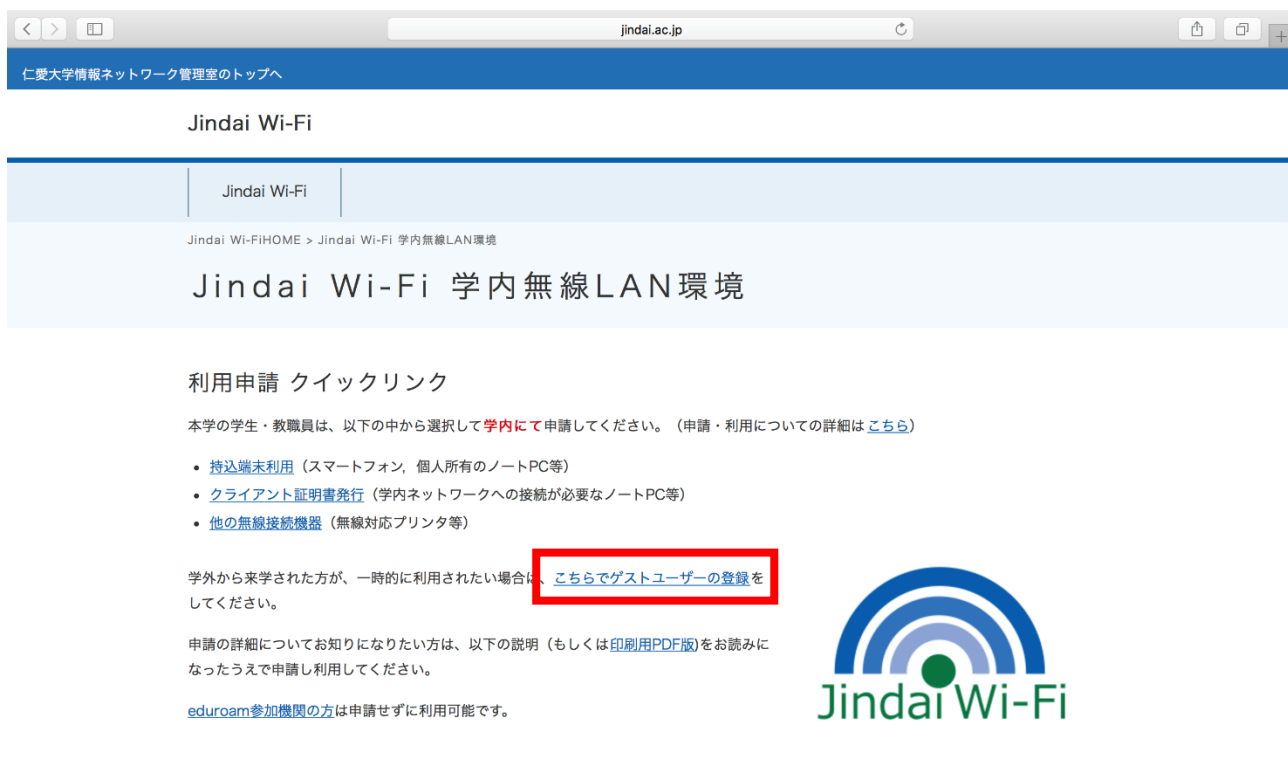 jindai.ac.jp
仁愛大学情報ネットワーク管理室のトップへ
Jindai Wi-Fi
Jindai Wi-Fi
Jindai Wi-FiHOME > Jindai Wi-Fi 学内無線LAN環境
Jindai Wi-Fi 学内無線LAN環境
利用申請 クイックリンク
本学の学生・教職員は、以下の中から選択して学内にて申請してください。（申請・利用についての詳細は こちら）
• 持込端末利用（スマートフォン，個人所有のノートPC等）
• クライアント証明書発行（学内ネットワークへの接続が必要なノートPC等）
• 他の無線接続機器（無線対応プリンタ等）
学外から来学された方が、一時的に利用されたい場合は、こちらでゲストユーザーの登録を
してください。
申請の詳細についてお知りになりたい方は、以下の説明（もしくは印刷用PDF版)をお読みに
なったうえで申請し利用してください。
eduroam参加機関の方は申請せずに利用可能です。
Jindai Wi-Fi